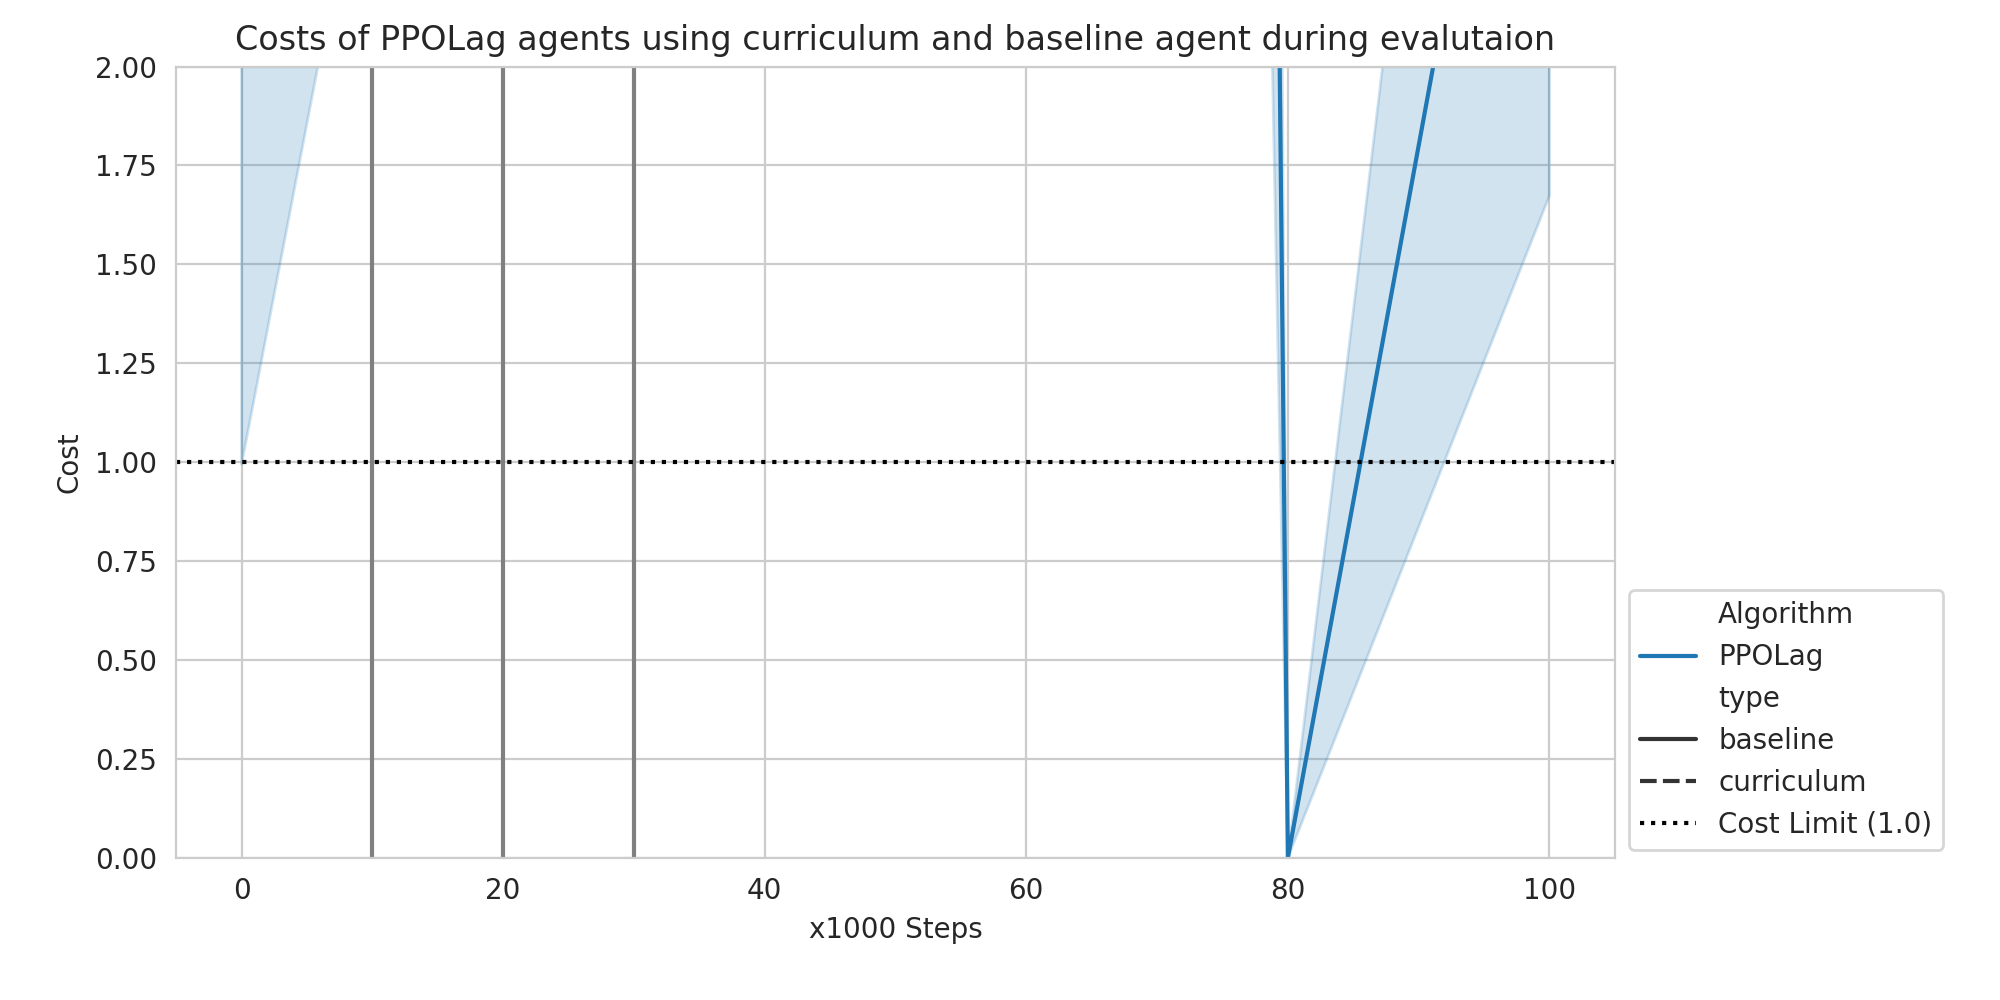 Costs of PPOLag agents using curriculum and baseline agent during evalutaion
2.00
1.75
1.50
1.25
1.00
0.75
0.50
0.25
0.00
Cost
0 20 40 60 80 100
x1000 Steps
Algorithm
PPOLag
type
baseline
curriculum
Cost Limit (1.0)